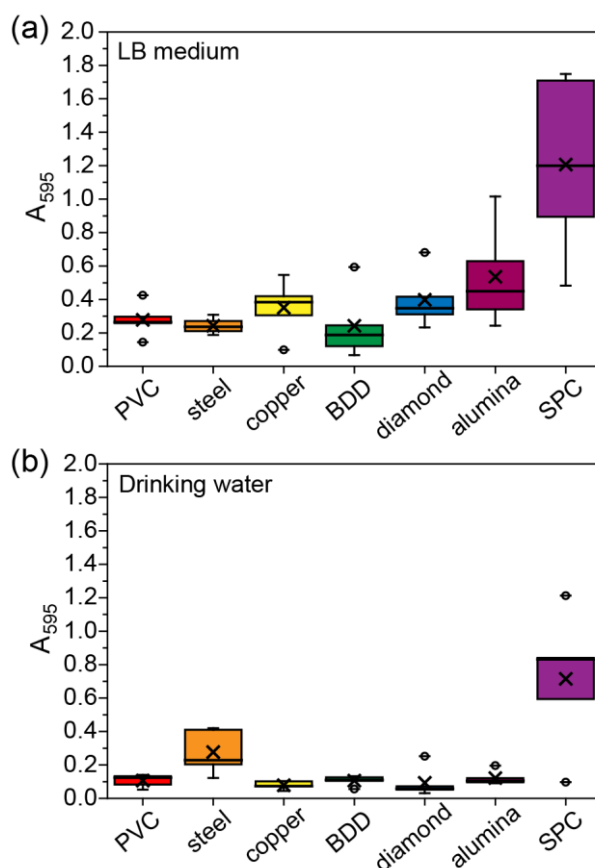 (a)
LB medium
2.0
1.8
1.6
1.4
1.2
1.0
0.8
0.6
0.4
0.2
0.0
A595
PVC
steel
copper
BDD
diamond
alumina
SPC
(b)
Drinking water
2.0
1.8
1.6
1.4
1.2
1.0
0.8
0.6
0.4
0.2
0.0
A595
PVC
steel
copper
BDD
diamond
alumina
SPC